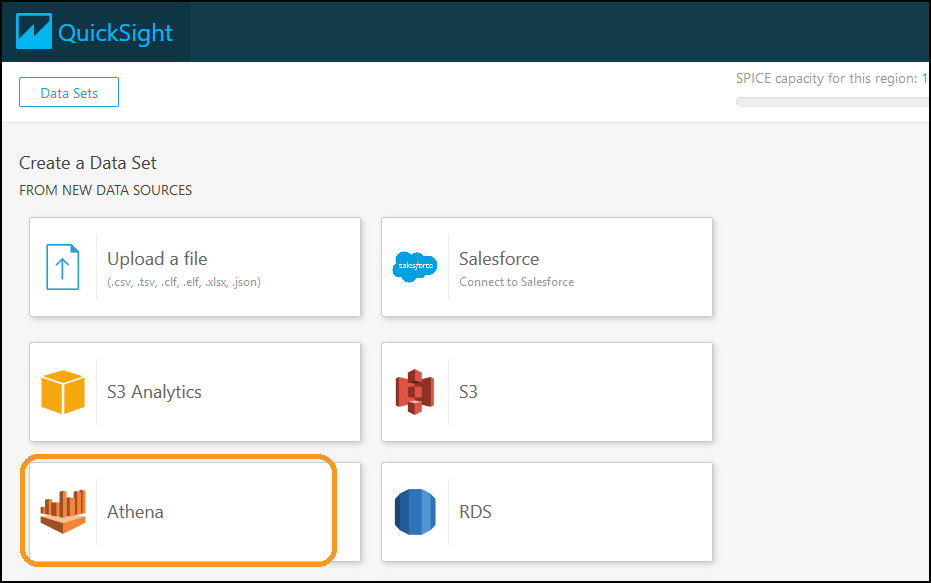 QuickSight
Data Sets
SPICE capacity for this region: 1
Create a Data Set
FROM NEW DATA SOURCES
Upload a file
(.csv, .tsv, .clf, .elf, .xlsx, .json)
salesforce
Salesforce
Connect to Salesforce
S3 Analytics
S3
Athena
RDS